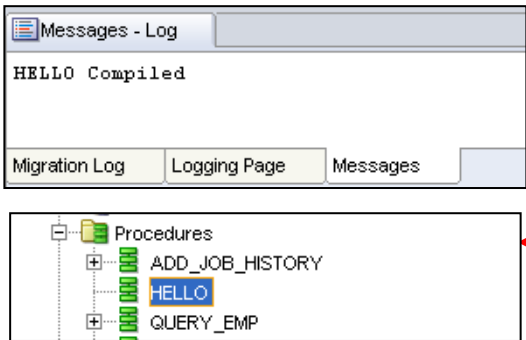 Messages - Log
HELLO Compiled
Migration Log Logging Page Messages
Procedures
ADD_JOB_HISTORY
HELLO
QUERY_EMP